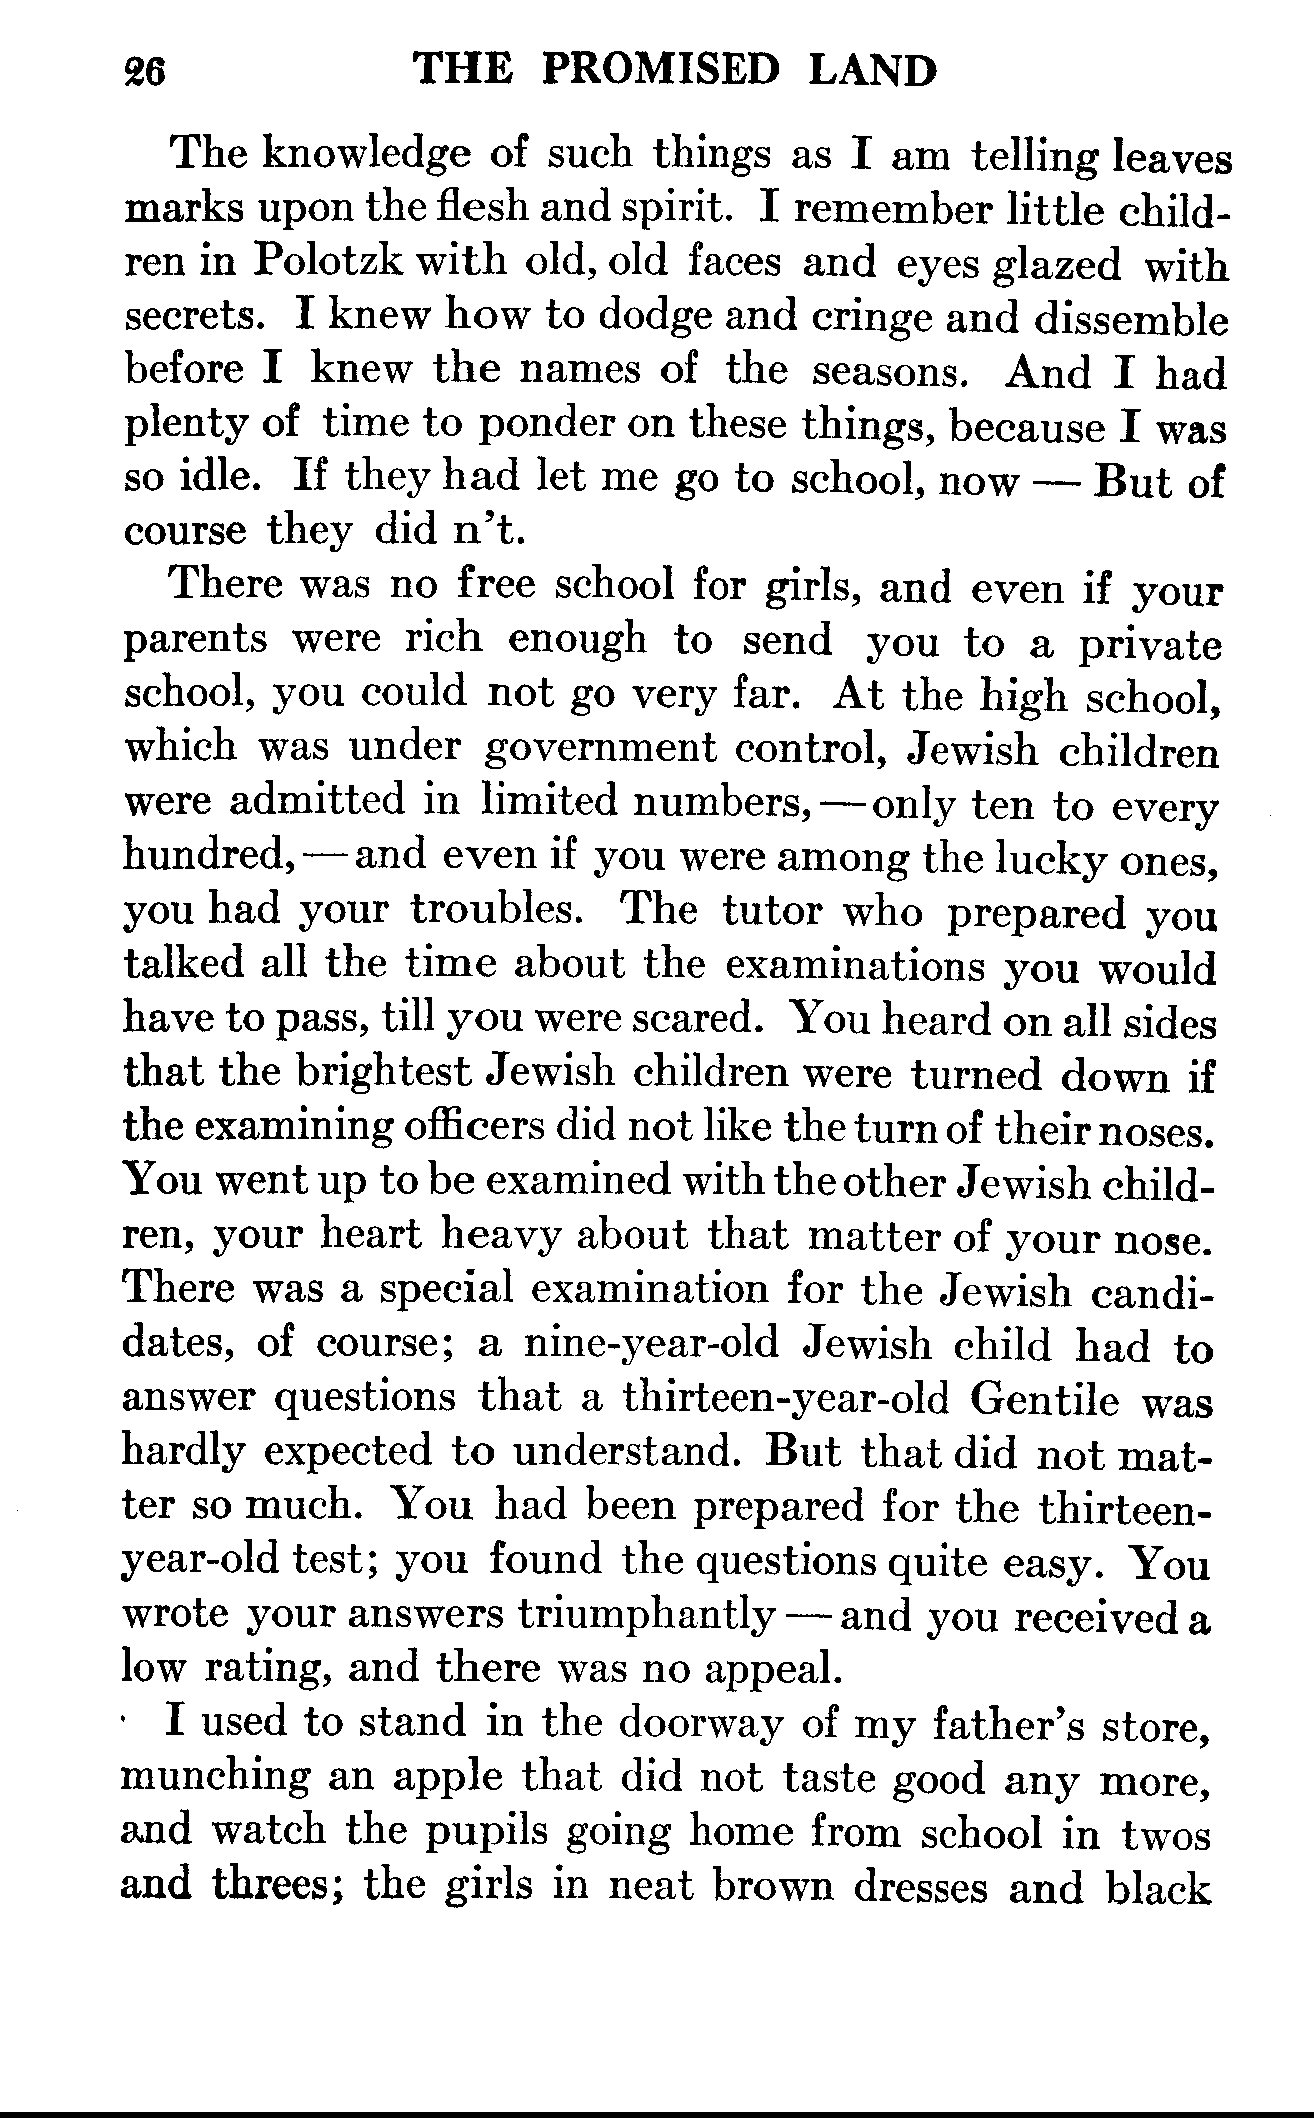 26 THE PROMISED LAND
The knowledge of such things as I am telling leaves
marks upon the flesh and spirit. I remember little child-
ren in Polotzk with old, old faces and eyes glazed with
secrets. I knew how to dodge and cringe and dissemble
before I knew the names of the seasons. And I had
plenty of time to ponder on these things, because I was
so idle. If they had let me go to school, now — But of
course they did n't.
There was no free school for girls, and even if your
parents were rich enough to send you to a private
school, you could not go very far. At the high school,
which was under government control, Jewish children
were admitted in limited numbers, — only ten to every
hundred, — and even if you were among the lucky ones,
you had your troubles. The tutor who prepared you
talked all the time about the examinations you would
have to pass, till you were scared. You heard on all sides
that the brightest Jewish children were turned down if
the examining officers did not like the turn of their noses.
You went up to be examined with the other Jewish child-
ren, your heart heavy about that matter of your nose.
There was a special examination for the Jewish candi-
dates, of course; a nine-year-old Jewish child had to
answer questions that a thirteen-year-old Gentile was
hardly expected to understand. But that did not mat-
ter so much. You had been prepared for the thirteen-
year-old test; you found the questions quite easy. You
wrote your answers triumphantly — and you received a
low rating, and there was no appeal.
I used to stand in the doorway of my father's store,
munching an apple that did not taste good any more,
and watch the pupils going home from school in twos
and threes; the girls in neat brown dresses and black